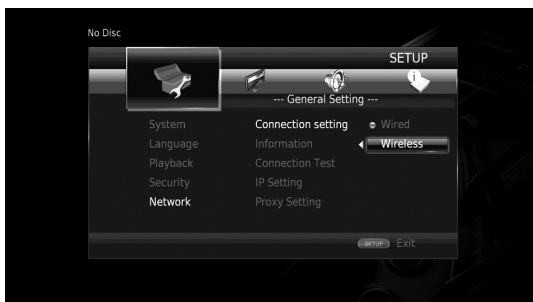 No Disc
SETUP
--- General Setting ---
System Connection setting Wired
Language Information Wireless
Playback Connection Test
Security IP Setting
Network Proxy Setting
SETUP Exit